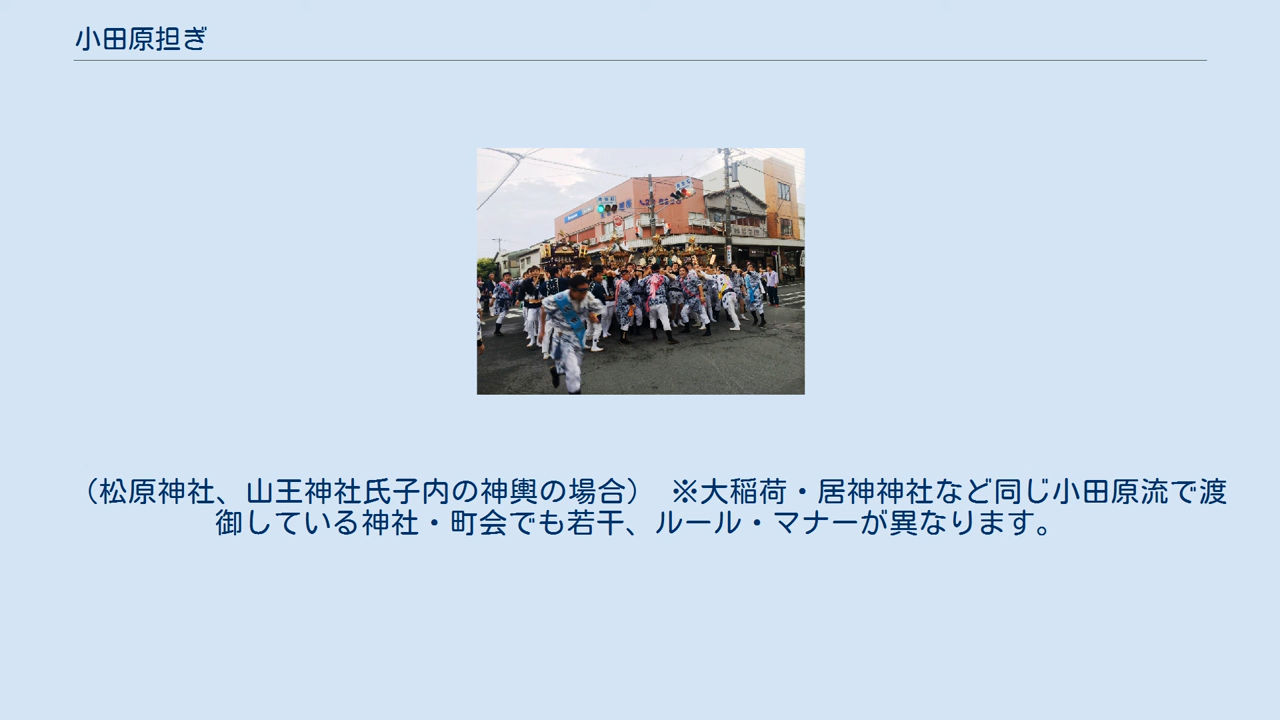 小田原担ぎ
（松原神社、山王神社氏子内の神輿の場合）　※大稲荷・居神神社など同じ小田原流で渡
御している神社・町会でも若干、ルール・マナーが異なります。